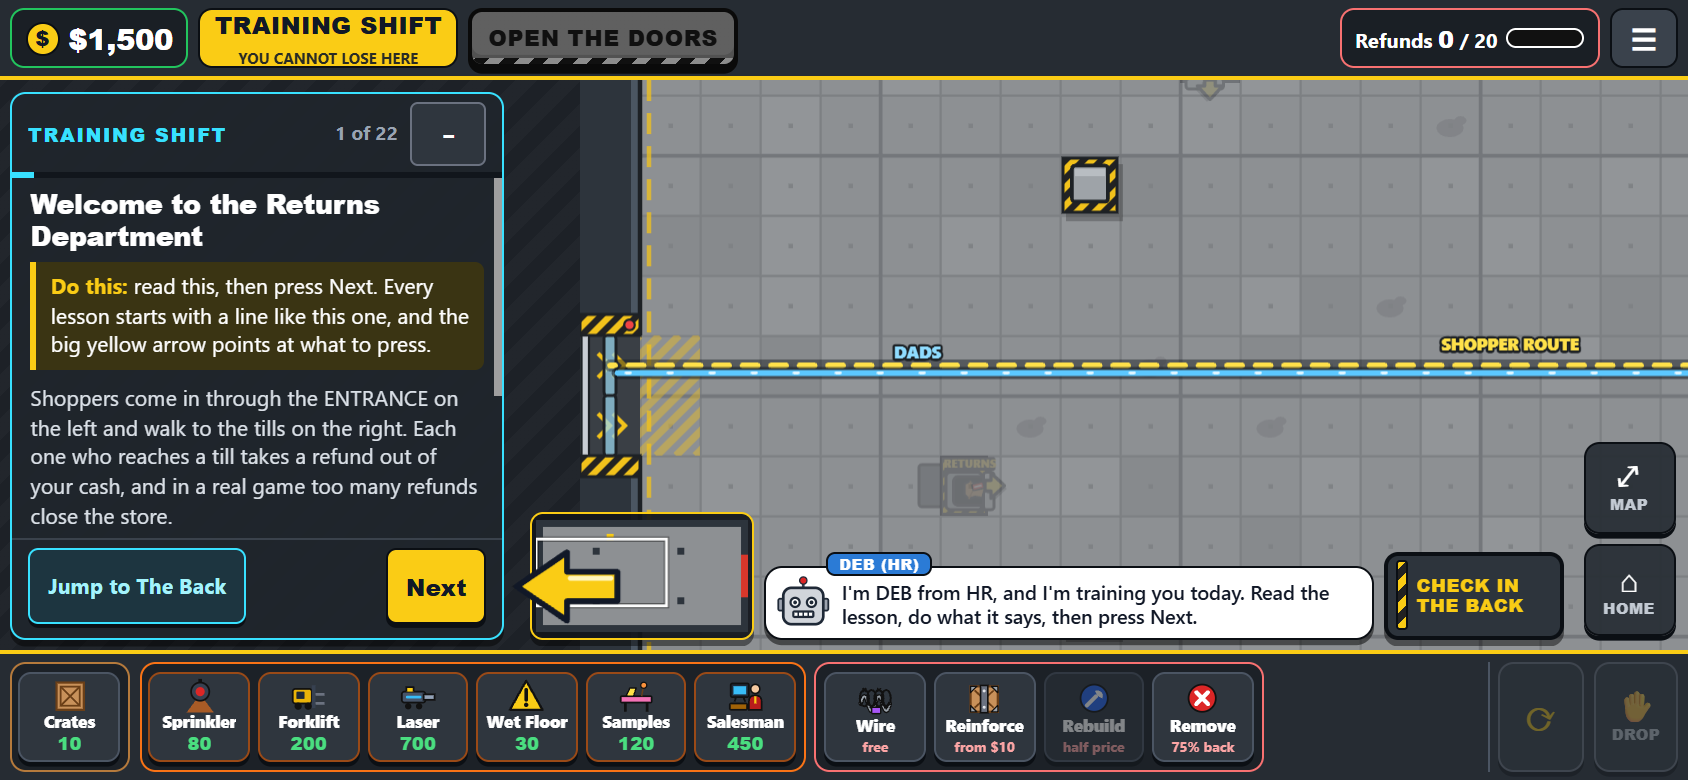 $ $1,500
TRAINING SHIFT
YOU CANNOT LOSE HERE
OPEN THE DOORS
Refunds 0 / 20
TRAINING SHIFT
1 of 22
Welcome to the Returns
Department
Do this: read this, then press Next. Every
lesson starts with a line like this one, and the
big yellow arrow points at what to press.
Shoppers come in through the ENTRANCE on
the left and walk to the tills on the right. Each
one who reaches a till takes a refund out of
your cash, and in a real game too many refunds
close the store.
Jump to The Back
Next
DADS
SHOPPER ROUTE
RETURNS
DEB (HR)
I'm DEB from HR, and I'm training you today. Read the
lesson, do what it says, then press Next.
CHECK IN
THE BACK
MAP
HOME
Crates
10
Sprinkler
80
Forklift
200
Laser
700
Wet Floor
30
Samples
120
Salesman
450
Wire
free
Reinforce
from $10
Rebuild
half price
Remove
75% back
DROP